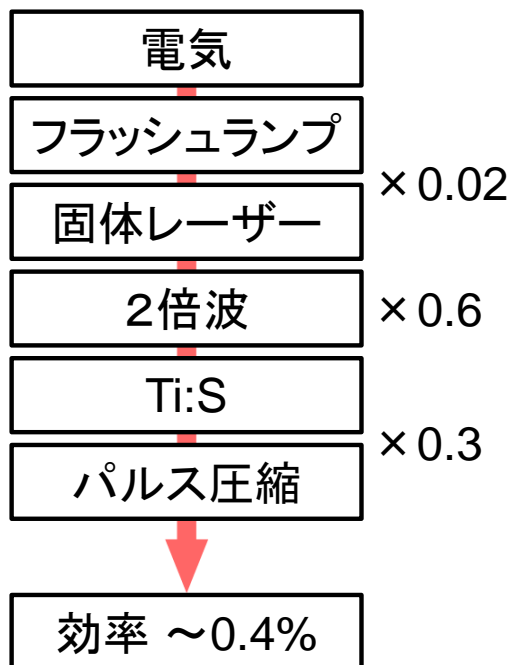 電気
フラッシュランプ
×0.02
固体レーザー
2倍波
×0.6
Ti:S
×0.3
パルス圧縮
効率 ~0.4%